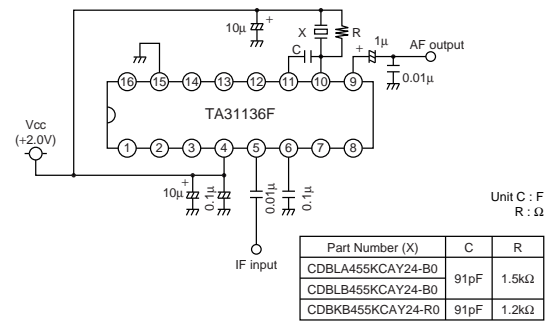 10μ
+
X
R
C
+
1μ
AF output
0.01μ
16 15 14 13 12 11 10 9
TA31136F
Vcc
(+2.0V)
1 2 3 4 5 6 7 8
10μ
+
0.1μ
0.01μ
0.1μ
IF input
Unit C : F
R : Ω
Part Number (X) C R
CDBLA455KCAY24-B0 91pF 1.5kΩ
CDBLB455KCAY24-B0
CDBKB455KCAY24-R0 91pF 1.2kΩ